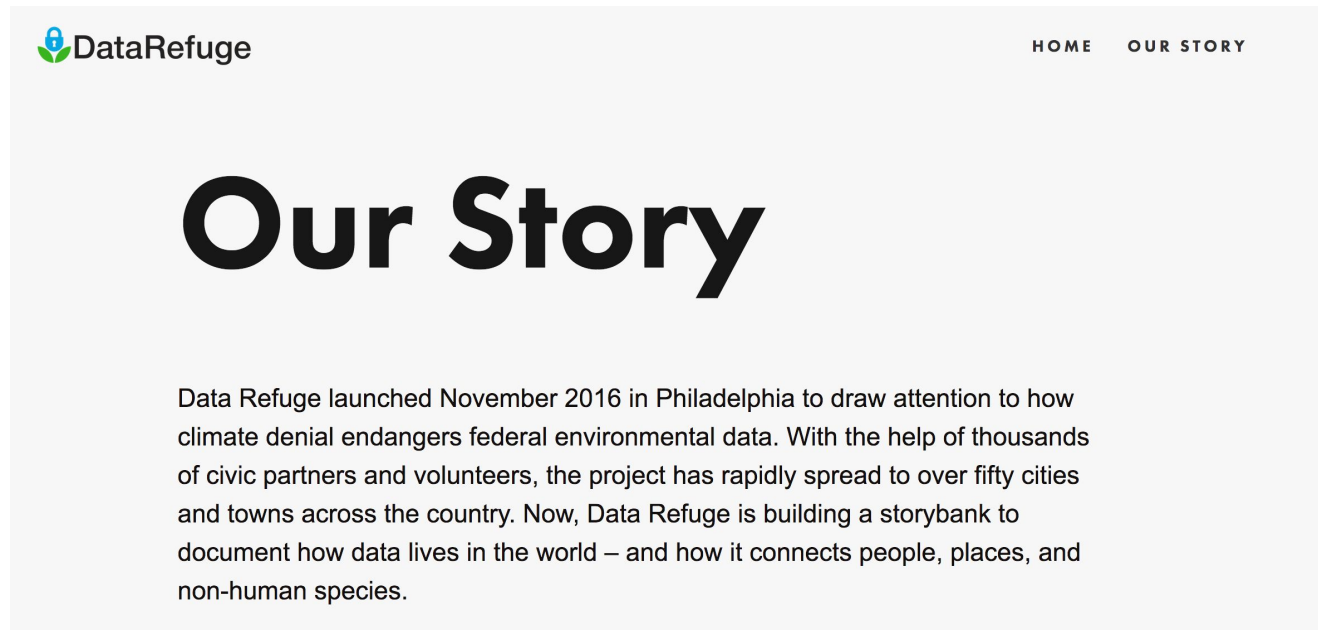 DataRefuge
HOME OUR STORY
Our Story
Data Refuge launched November 2016 in Philadelphia to draw attention to how
climate denial endangers federal environmental data. With the help of thousands
of civic partners and volunteers, the project has rapidly spread to over fifty cities
and towns across the country. Now, Data Refuge is building a storybank to
document how data lives in the world – and how it connects people, places, and
non-human species.